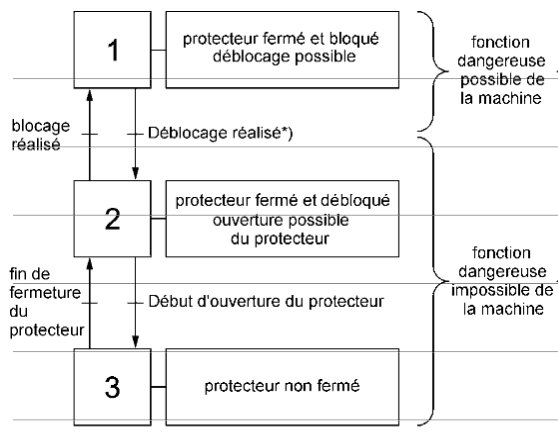 1
protecteur fermé et bloqué
déblocage possible
fonction
dangereuse
possible de
la machine
blocage
réalisé
Déblocage réalisé*)
2
protecteur fermé et débloqué
ouverture possible
du protecteur
fonction
dangereuse
impossible de
la machine
fin de
fermeture
du
protecteur
Début d'ouverture du protecteur
3
protecteur non fermé